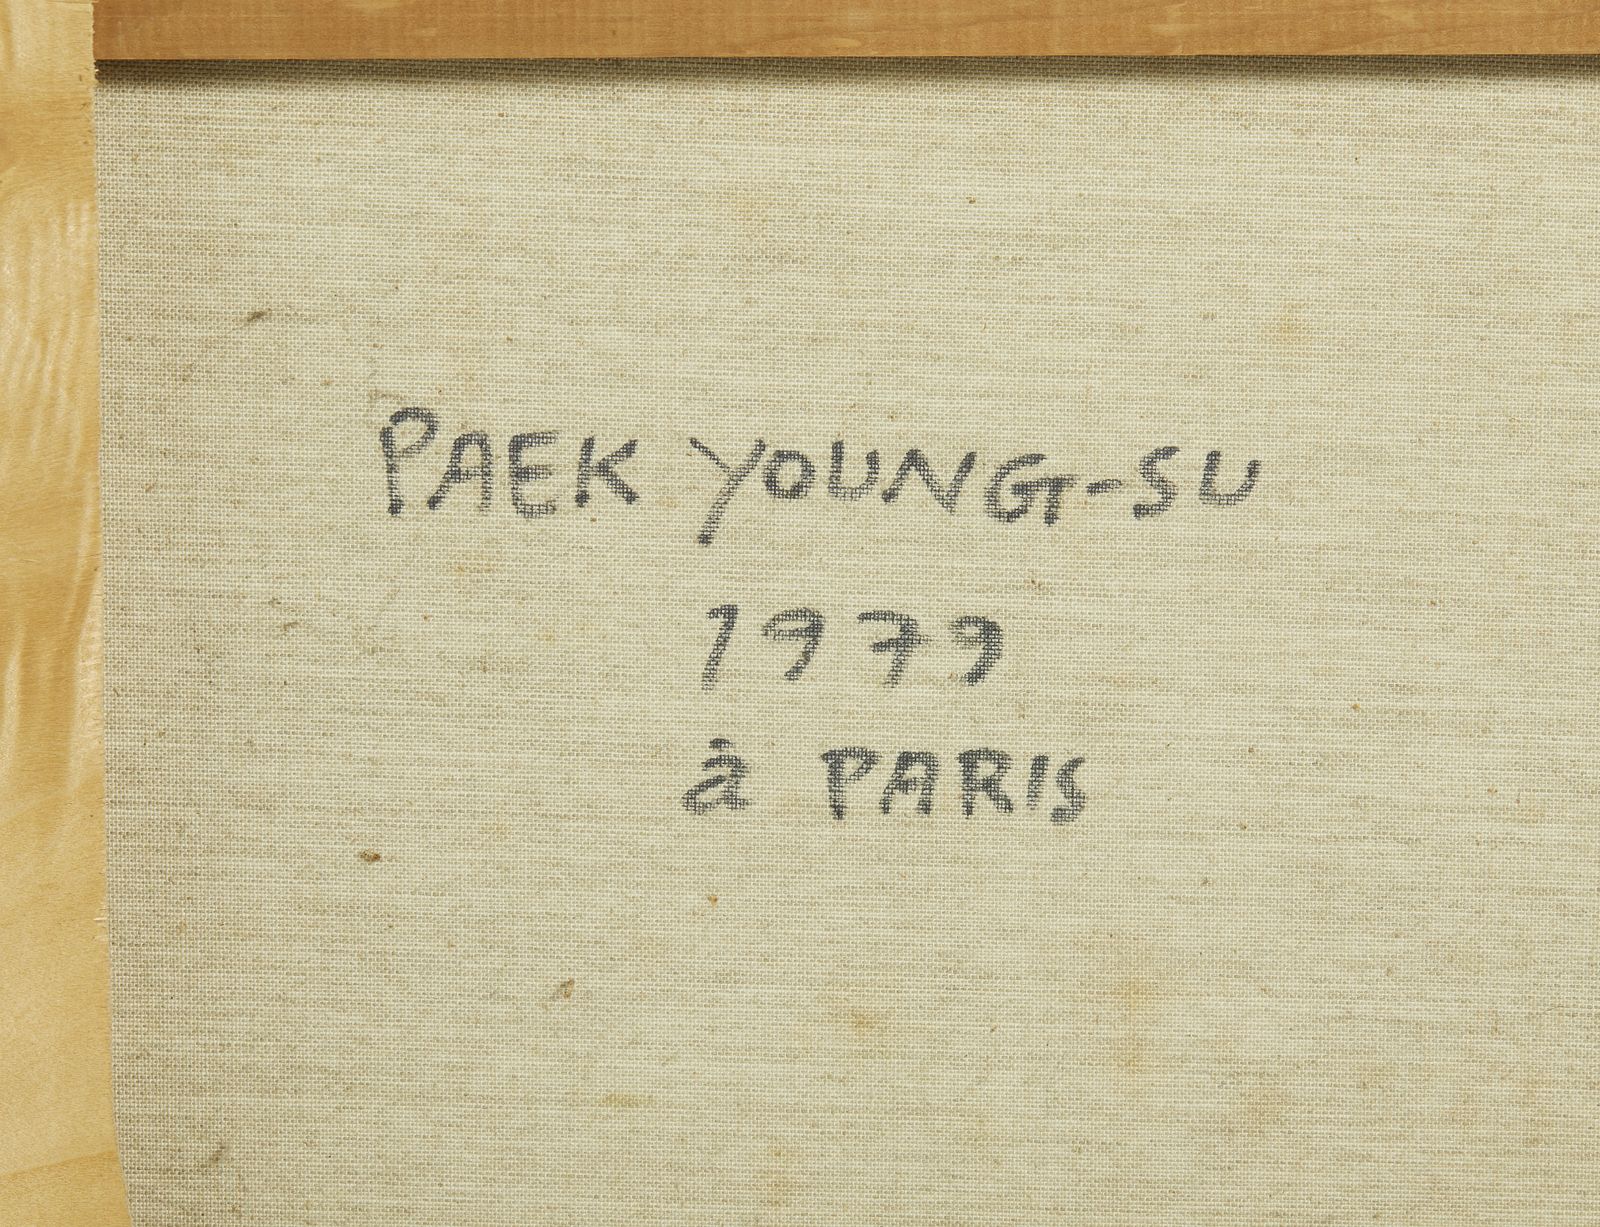 PAEK YOUNG-SU
1979
à PARIS